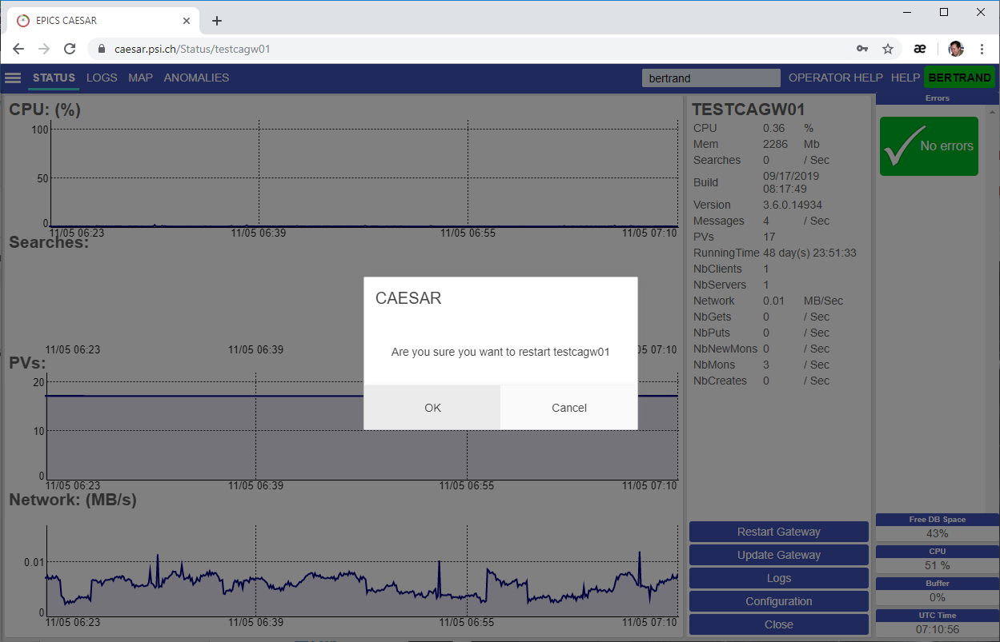 EPICS CAESAR
caesar.psi.ch/Status/testcagw01
æ
STATUS LOGS MAP ANOMALIES bertrand OPERATOR HELP HELP BERTRAND
CPU: (%)
100
50
0
11/05 06:23 11/05 06:39 11/05 06:55 11/05 07:10
Searches:
11/05 06:23 11/05 06:39 05 07:10
PVs:
20
10
0
11/05 06:23 11/05 06:39 11/05 06:55 11/05 07:10
Network: (MB/s)
0.01
0
11/05 06:23 11/05 06:39 11/05 06:55 11/05 07:10
CAESAR
Are you sure you want to restart testcagw01
OK Cancel
TESTCAGW01
CPU 0.36 %
Mem 2286 Mb
Searches 0 / Sec
Build 09/17/2019
08:17:49
Version 3.6.0.14934
Messages 4 / Sec
PVs 17
RunningTime 48 day(s) 23:51:33
NbClients 1
NbServers 1
Network 0.01 MB/Sec
NbGets 0 / Sec
NbPuts 0 / Sec
NbNewMons 0 / Sec
NbMons 3 / Sec
NbCreates 0 / Sec
Restart Gateway
Update Gateway
Logs
Configuration
Close
Errors
No errors
Free DB Space
43%
CPU
51 %
Buffer
0%
UTC Time
07:10:56